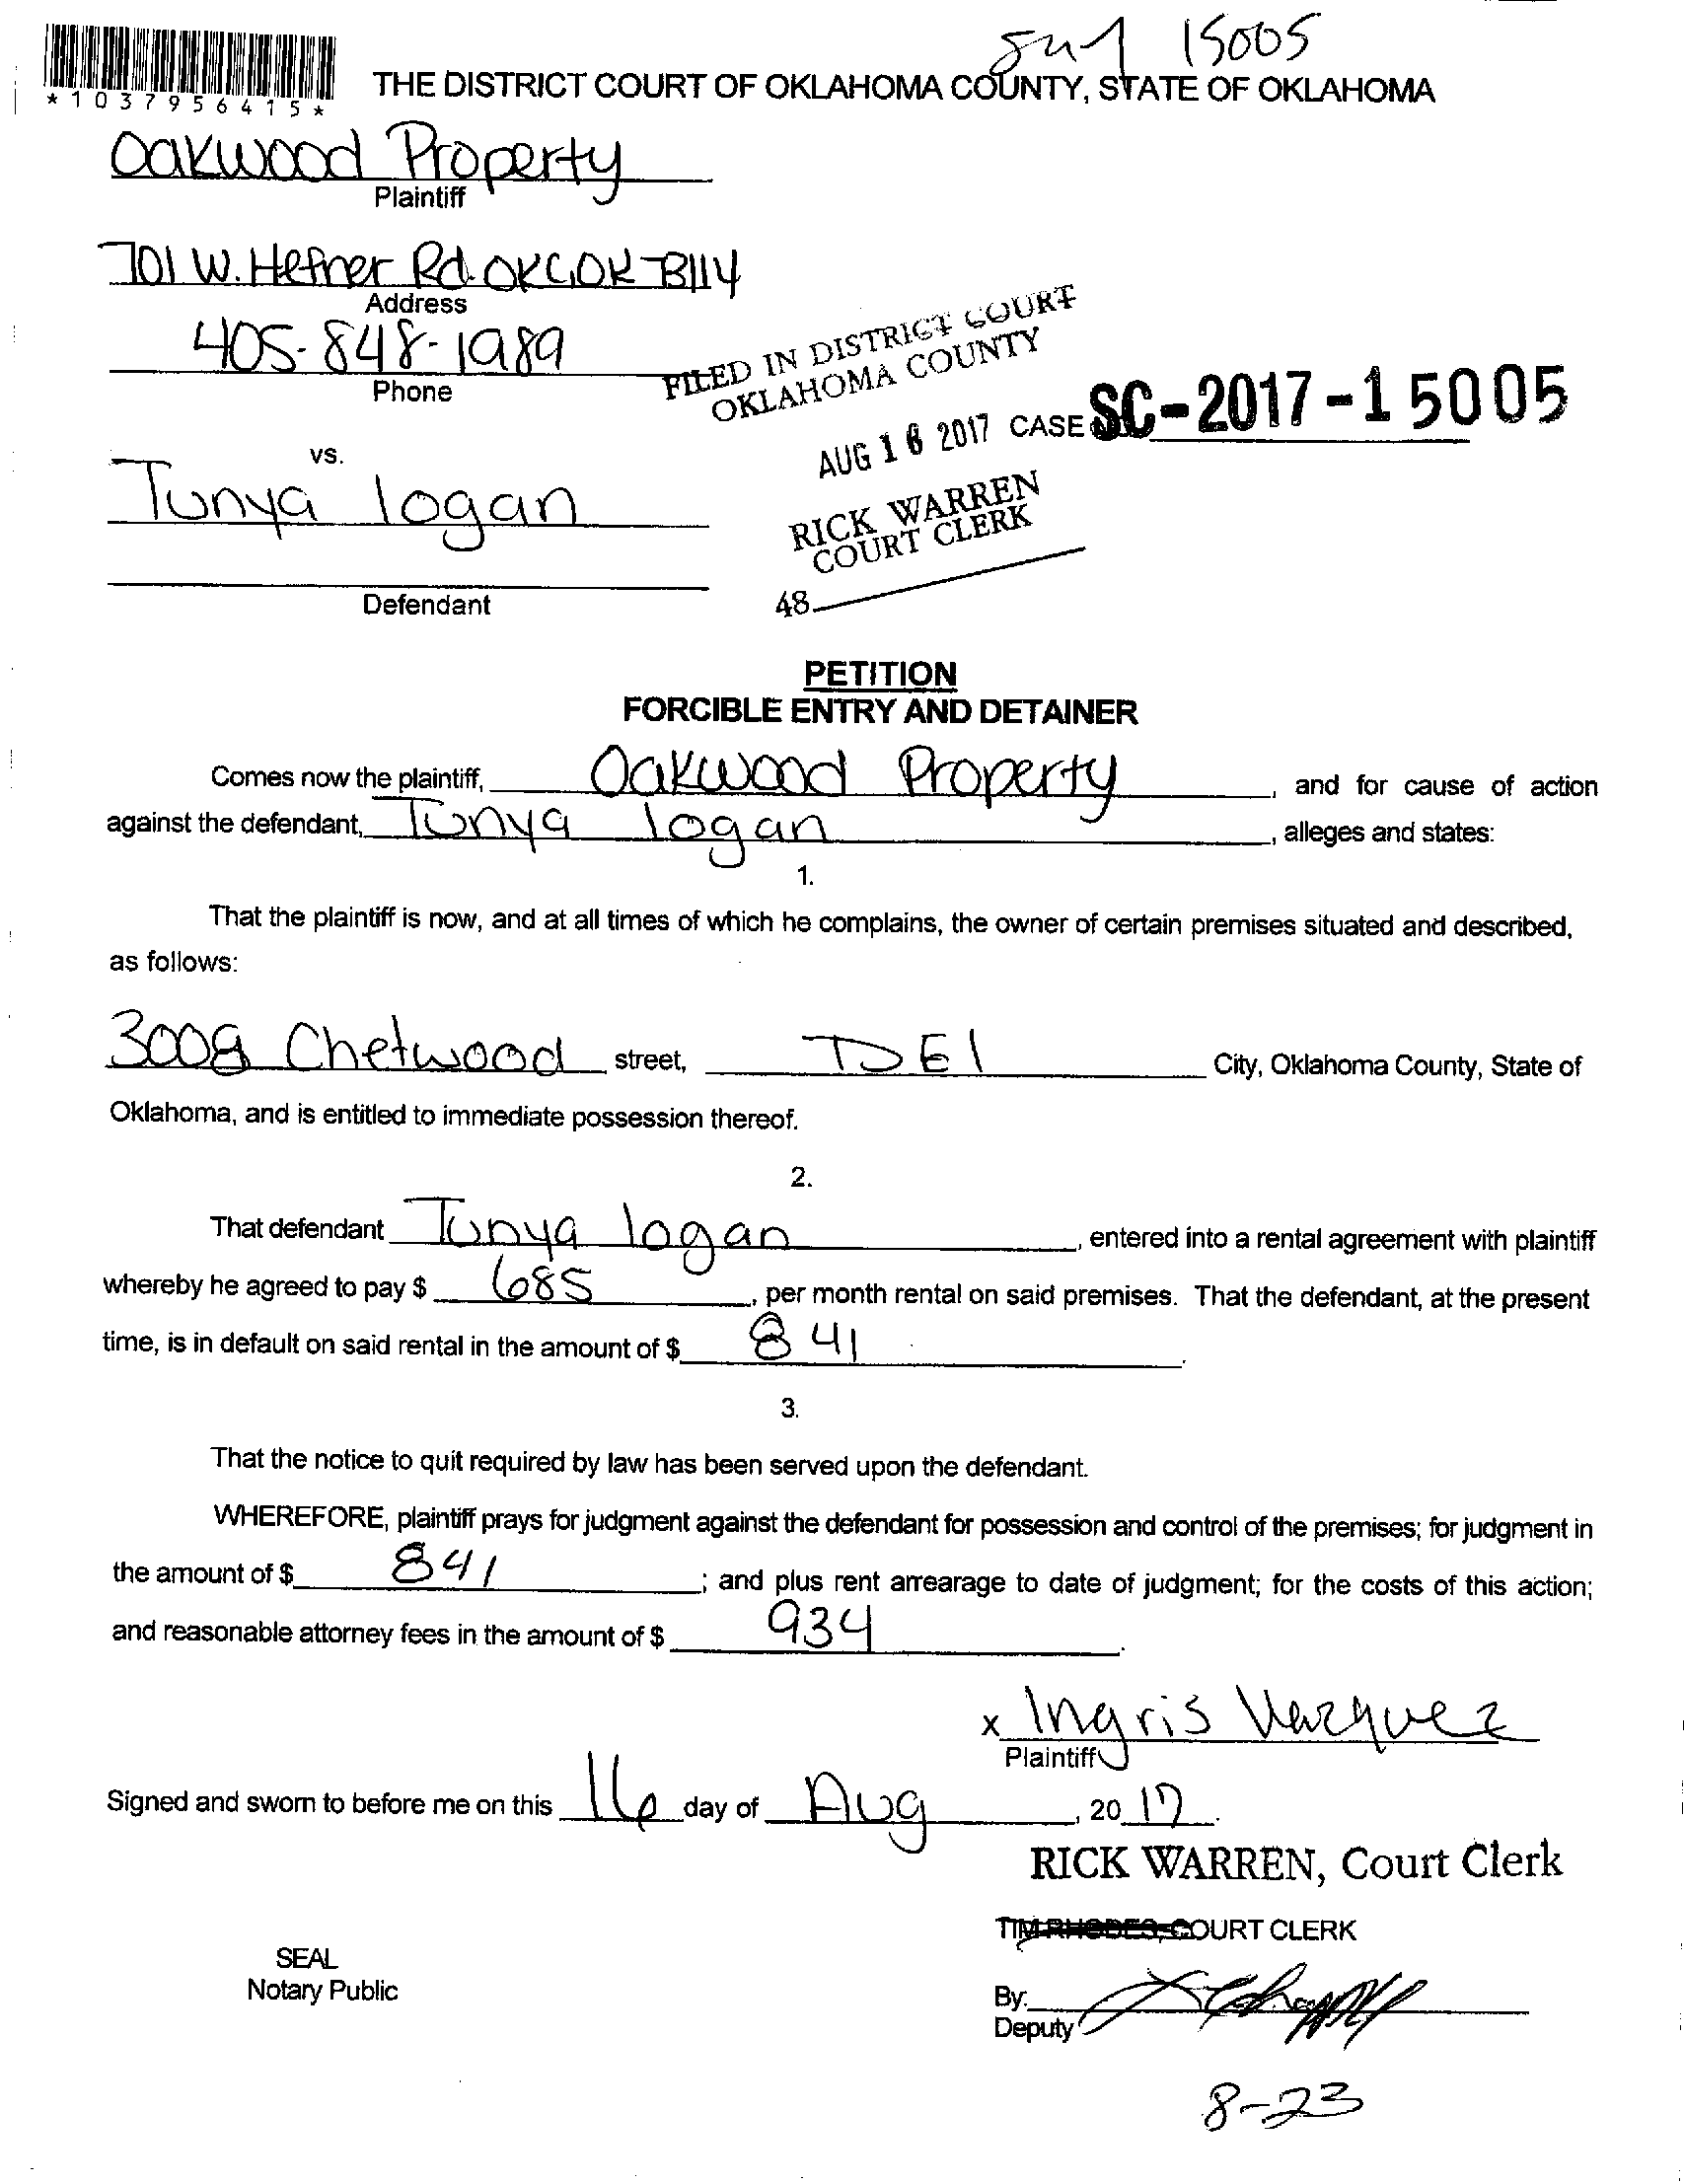 15005
*1037956415*
THE DISTRICT COURT OF OKLAHOMA COUNTY, STATE OF OKLAHOMA
Oakwood Property
Plaintiff
701 W. Hefner Rd. OKC, OK 73114
Address
405-848-1989
Phone
FILED IN DISTRICT COURT
OKLAHOMA COUNTY
AUG 16 2017
CASE SC-2017-15005
vs.
Tunya logan
RICK WARREN
COURT CLERK
48
Defendant
PETITION
FORCIBLE ENTRY AND DETAINER
Comes now the plaintiff, Oakwood Property, and for cause of action
against the defendant, Tunya logan, alleges and states:
1.
That the plaintiff is now, and at all times of which he complains, the owner of certain premises situated and described,
as follows:
3008 Chetwood street, City, Oklahoma County, State of
Oklahoma, and is entitled to immediate possession thereof.
2.
That defendant Tunya logan, entered into a rental agreement with plaintiff
whereby he agreed to pay $ 685, per month rental on said premises. That the defendant, at the present
time, is in default on said rental in the amount of $ 841.
3.
That the notice to quit required by law has been served upon the defendant.
WHEREFORE, plaintiff prays for judgment against the defendant for possession and control of the premises; for judgment in
the amount of $ 841; and plus rent arrearage to date of judgment; for the costs of this action;
and reasonable attorney fees in the amount of $ 934.
x Ingris Vazquez
Plaintiff
Signed and sworn to before me on this 16 day of Aug, 20 17.
RICK WARREN, Court Clerk
TIM RHODES, COURT CLERK
SEAL
Notary Public
By:
Deputy
8-23